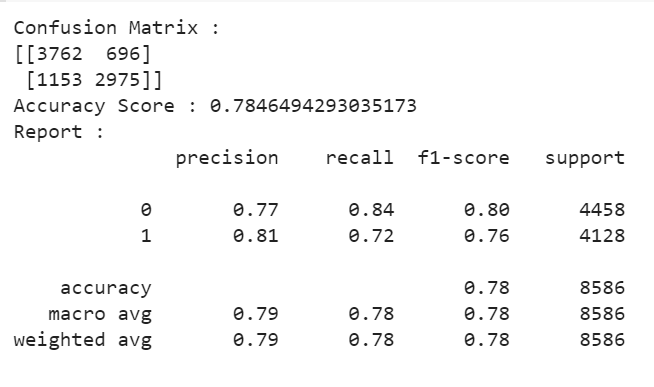 Confusion Matrix :
[[3762  696]
 [1153 2975]]
Accuracy Score : 0.7846494293035173
Report :
              precision    recall  f1-score   support

           0       0.77      0.84      0.80      4458
           1       0.81      0.72      0.76      4128

    accuracy                           0.78      8586
   macro avg       0.79      0.78      0.78      8586
weighted avg       0.79      0.78      0.78      8586